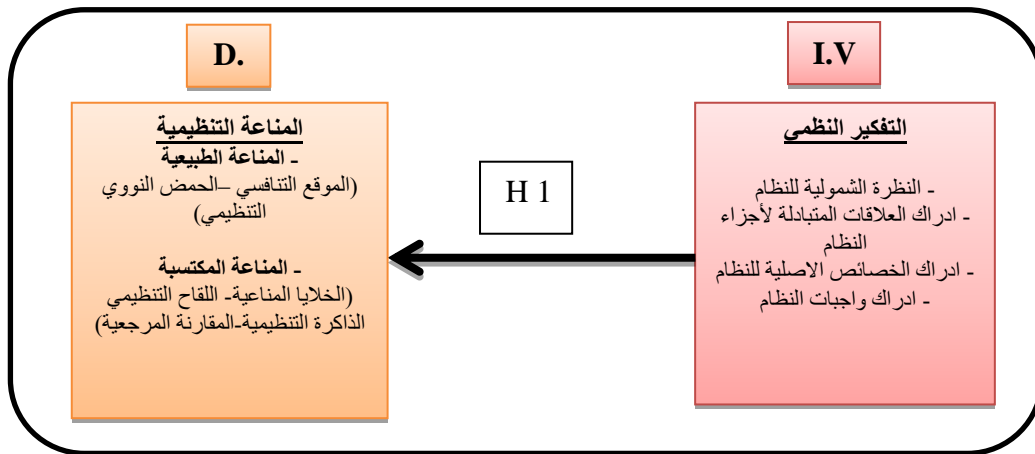 I.V
التفكير النظمي
- النظرة الشمولية للنظام
- ادراك العلاقات المتبادلة لأجزاء
النظام
- ادراك الخصائص الاصلية للنظام
- ادراك واجبات النظام
H 1
D.
المناعة التنظيمية
- المناعة الطبيعية
(الموقع التنافسي –الحمض النووي
التنظيمي)
- المناعة المكتسبة
(الخلايا المناعية- اللقاح التنظيمي
الذاكرة التنظيمية-المقارنة المرجعية)